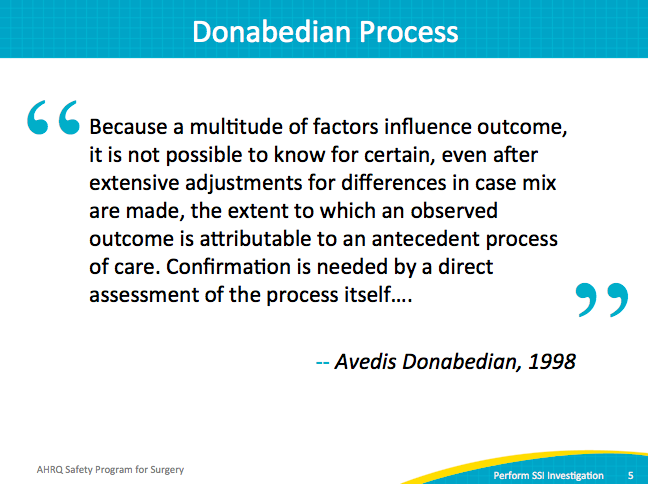 Donabedian Process
“
Because a multitude of factors influence outcome,
it is not possible to know for certain, even after
extensive adjustments for differences in case mix
are made, the extent to which an observed
outcome is attributable to an antecedent process
of care. Confirmation is needed by a direct
assessment of the process itself....
”
-- Avedis Donabedian, 1998
AHRQ Safety Program for Surgery
Perform SSI Investigation 5